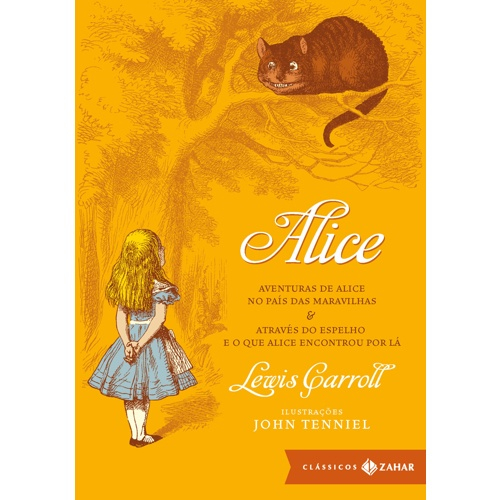 Alice
AVENTURAS DE ALICE
NO PAÍS DAS MARAVILHAS
&
ATRAVÉS DO ESPELHO
E O QUE ALICE ENCONTROU POR LÁ
Lewis Carroll
ILUSTRAÇÕES
JOHN TENNIEL
CLÁSSICOS ZAHAR